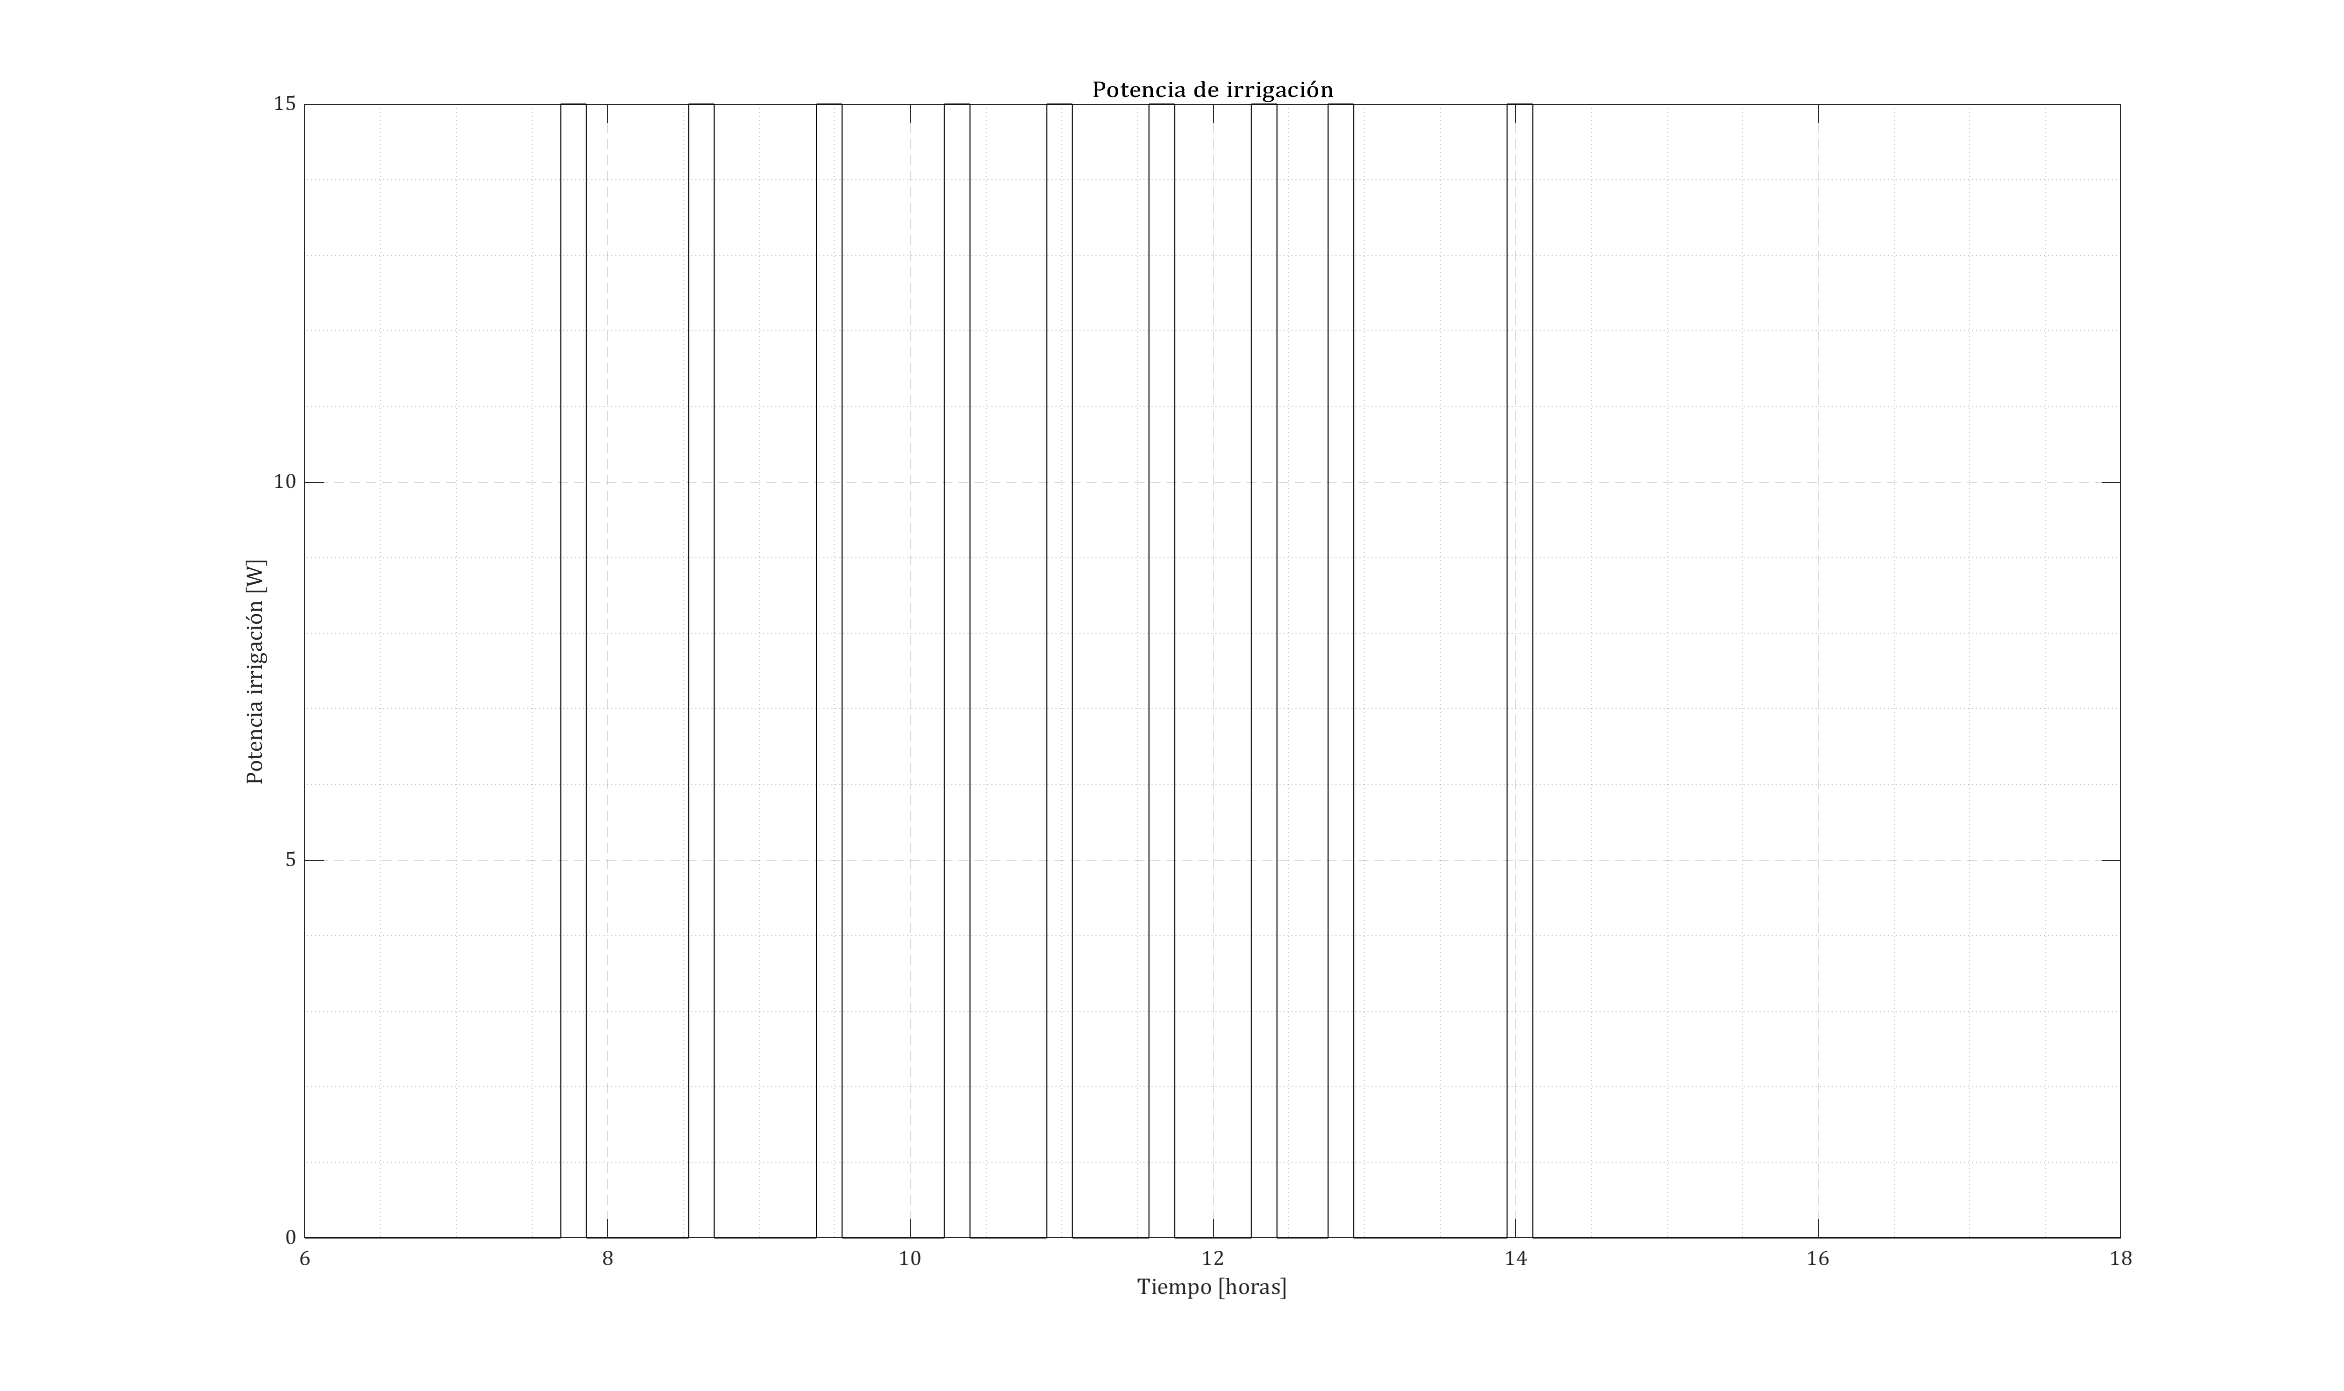 Potencia de irrigación
15
10
5
0
Potencia irrigación [W]
6 8 10 12 14 16 18
Tiempo [horas]